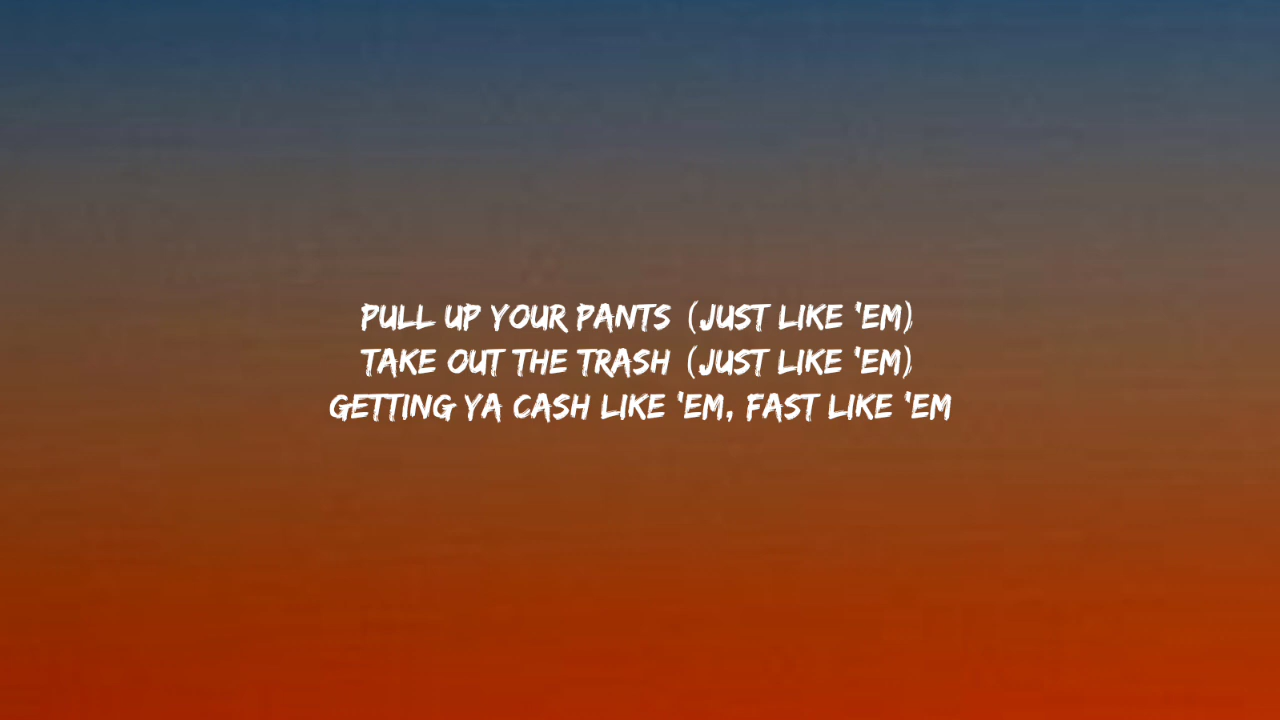 PULL UP YOUR PANTS (JUST LIKE 'EM)
TAKE OUT THE TRASH (JUST LIKE 'EM)
GETTING YA CASH LIKE 'EM, FAST LIKE 'EM